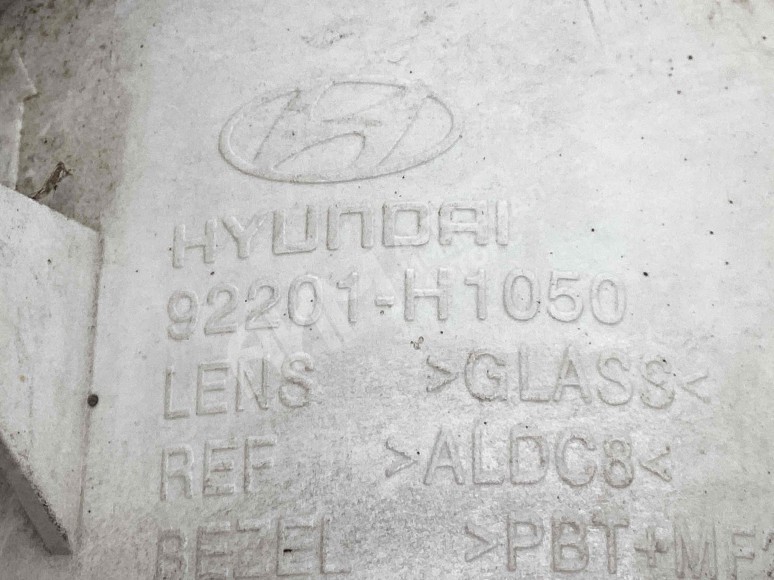 HYUNDAI
92201-H1050
LENS >GLASS<
REF >ALDC8<
BEZEL >PBT+MF